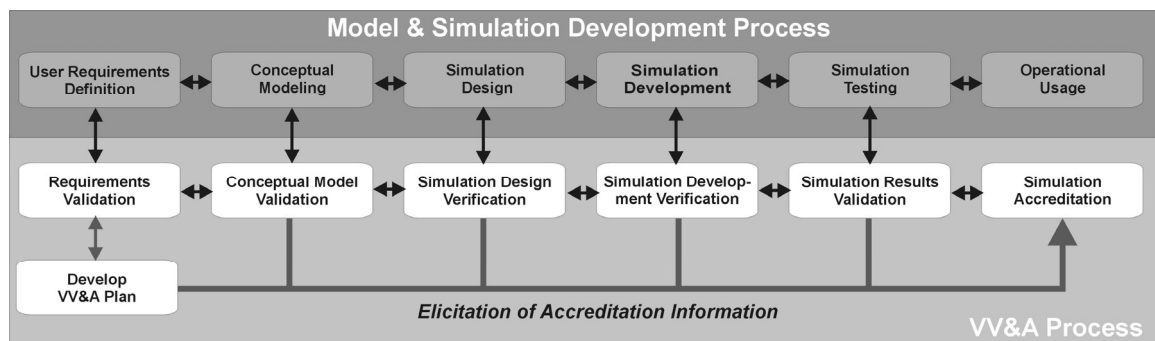 Model & Simulation Development Process
User Requirements
Definition
Conceptual
Modeling
Simulation
Design
Simulation
Development
Simulation
Testing
Operational
Usage
Requirements
Validation
Conceptual Model
Validation
Simulation Design
Verification
Simulation Develop-
ment Verification
Simulation Results
Validation
Simulation
Accreditation
Develop
VV&A Plan
Elicitation of Accreditation Information
VV&A Process